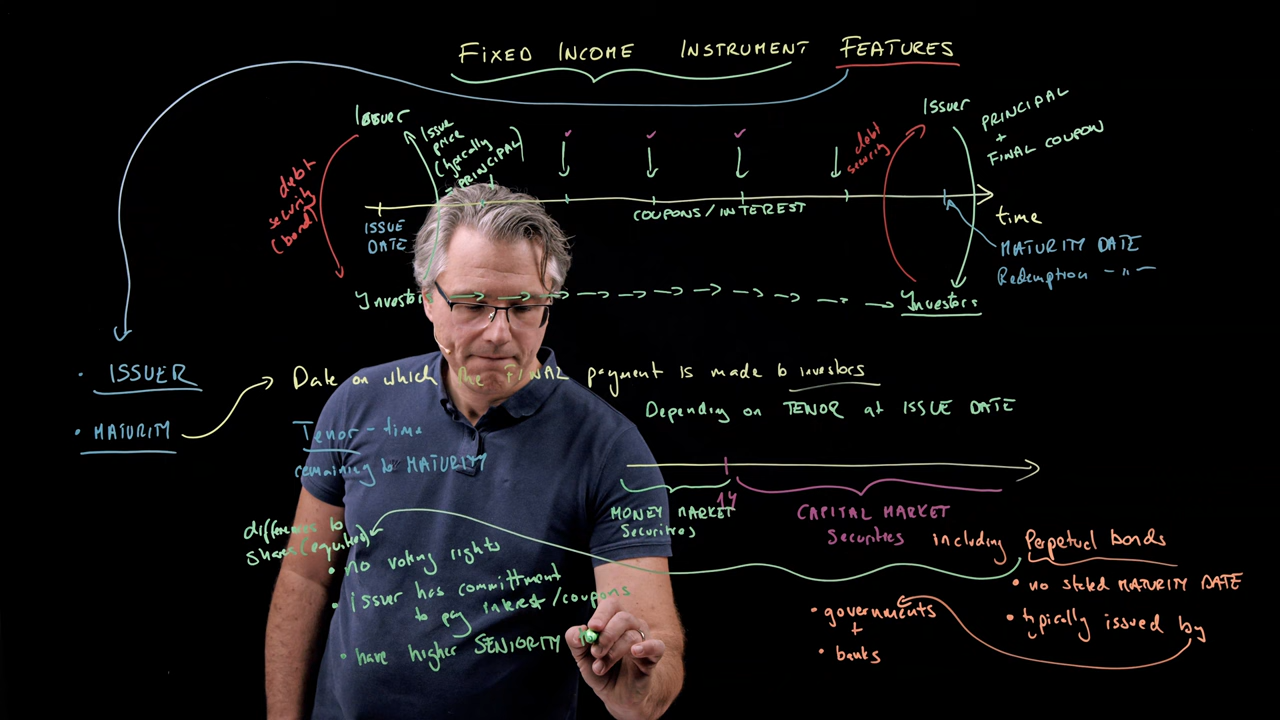 FIXED INCOME INSTRUMENT FEATURES
Issuer
Issue
price
(typically
= PRINCIPAL)
debt
security
(bond)
ISSUE
DATE
COUPONS/INTEREST
debt
security
Issuer
PRINCIPAL
+
FINAL COUPON
time
MATURITY DATE
Redemption -"-
Investors
Investors
• ISSUER
• MATURITY
Date on which the FINAL payment is made to investors
Tenor - time
remaining to MATURITY
Depending on TENOR at ISSUE DATE
1Y
MONEY MARKET
Securities
CAPITAL MARKET
Securities including Perpetual bonds
• no stated MATURITY DATE
• typically issued by
• governments
+
• banks
differences to
shares (equities)
• no voting rights
• issuer has committment
to pay interest/coupons
• have higher SENIORITY